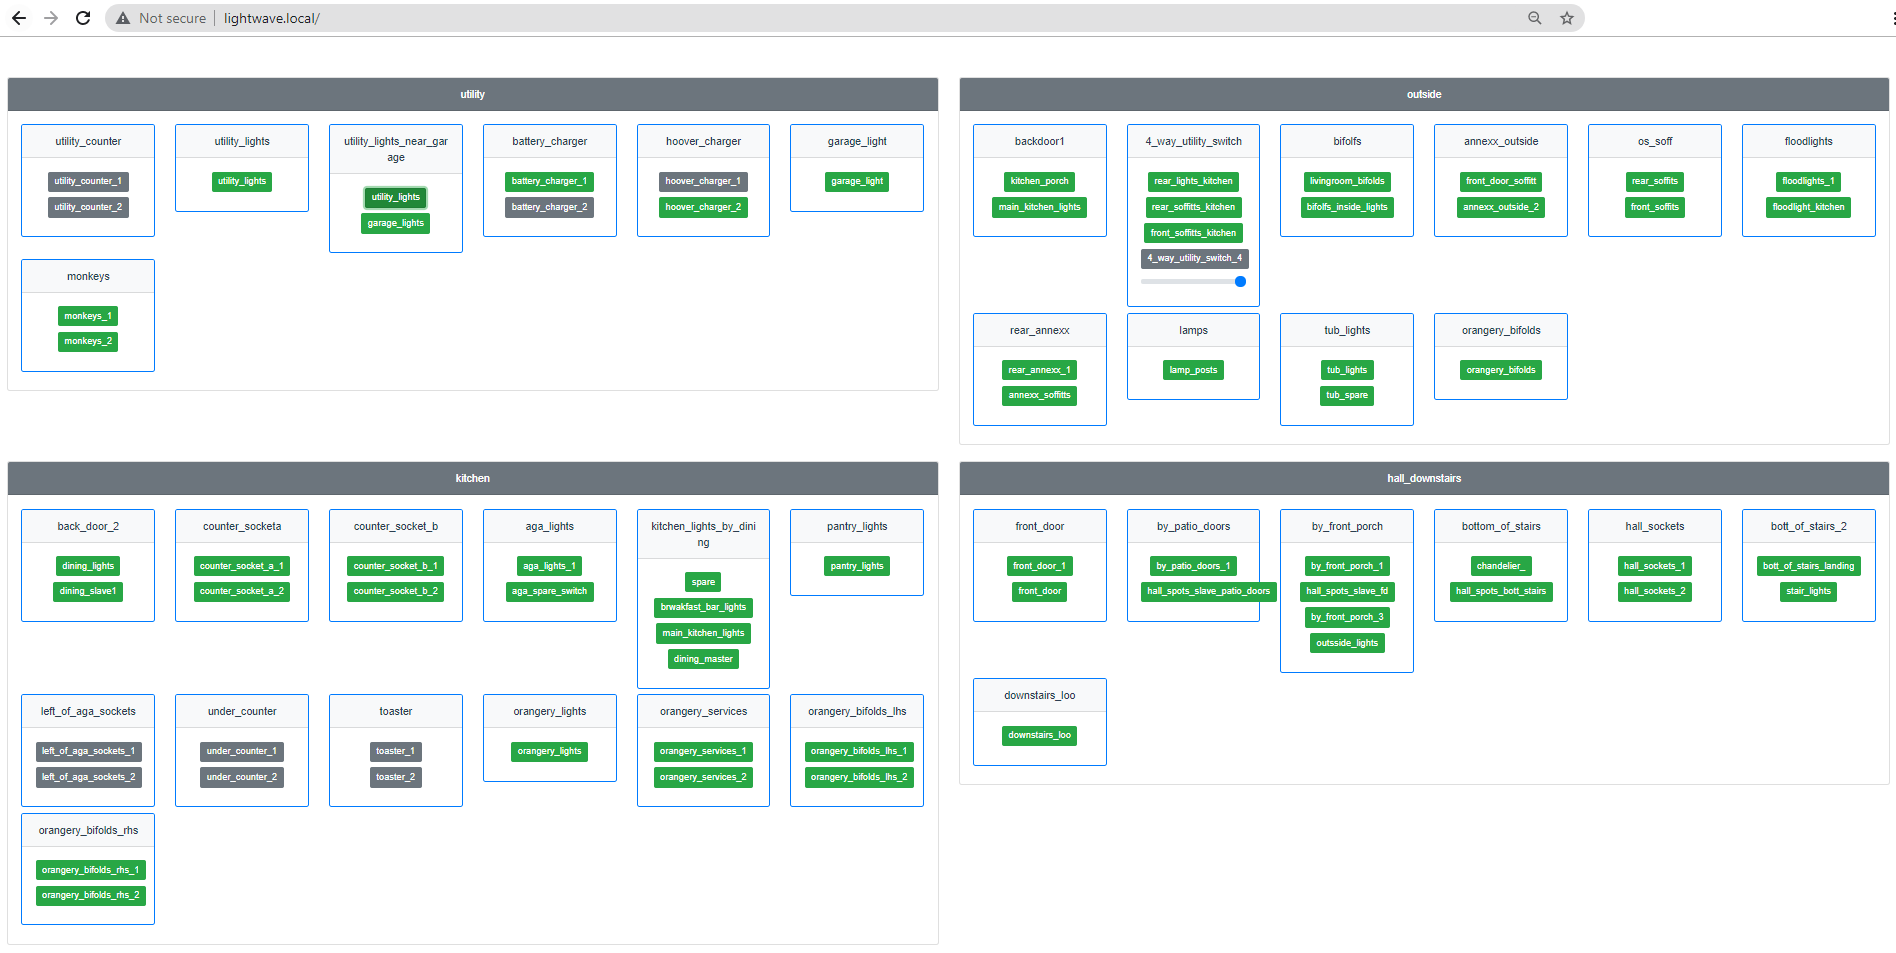 Not secure | lightwave.local/
utility
utility_counter
utility_counter_1
utility_counter_2
utility_lights
utility_lights
utility_lights_near_gar
age
utility_lights
garage_lights
battery_charger
battery_charger_1
battery_charger_2
hoover_charger
hoover_charger_1
hoover_charger_2
garage_light
garage_light
monkeys
monkeys_1
monkeys_2
outside
backdoor1
kitchen_porch
main_kitchen_lights
4_way_utility_switch
rear_lights_kitchen
rear_soffitts_kitchen
front_soffitts_kitchen
4_way_utility_switch_4
bifolfs
livingroom_bifolds
bifolfs_inside_lights
annexx_outside
front_door_soffitt
annexx_outside_2
os_soff
rear_soffits
front_soffits
floodlights
floodlights_1
floodlight_kitchen
rear_annexx
rear_annexx_1
annexx_soffitts
lamps
lamp_posts
tub_lights
tub_lights
tub_spare
orangery_bifolds
orangery_bifolds
kitchen
back_door_2
dining_lights
dining_slave1
counter_socketa
counter_socket_a_1
counter_socket_a_2
counter_socket_b
counter_socket_b_1
counter_socket_b_2
aga_lights
aga_lights_1
aga_spare_switch
kitchen_lights_by_dini
ng
spare
brwakfast_bar_lights
main_kitchen_lights
dining_master
pantry_lights
pantry_lights
left_of_aga_sockets
left_of_aga_sockets_1
left_of_aga_sockets_2
under_counter
under_counter_1
under_counter_2
toaster
toaster_1
toaster_2
orangery_lights
orangery_lights
orangery_services
orangery_services_1
orangery_services_2
orangery_bifolds_lhs
orangery_bifolds_lhs_1
orangery_bifolds_lhs_2
orangery_bifolds_rhs
orangery_bifolds_rhs_1
orangery_bifolds_rhs_2
hall_downstairs
front_door
front_door_1
front_door
by_patio_doors
by_patio_doors_1
hall_spots_slave_patio_doors
by_front_porch
by_front_porch_1
hall_spots_slave_fd
by_front_porch_3
outsside_lights
bottom_of_stairs
chandelier_
hall_spots_bott_stairs
hall_sockets
hall_sockets_1
hall_sockets_2
bott_of_stairs_2
bott_of_stairs_landing
stair_lights
downstairs_loo
downstairs_loo